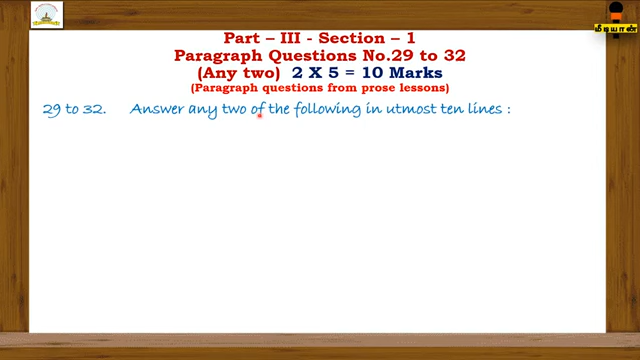 Part – III - Section – 1
Paragraph Questions No.29 to 32
(Any two) 2 X 5 = 10 Marks
(Paragraph questions from prose lessons)
29 to 32. Answer any two of the following in utmost ten lines :
மீடியான்